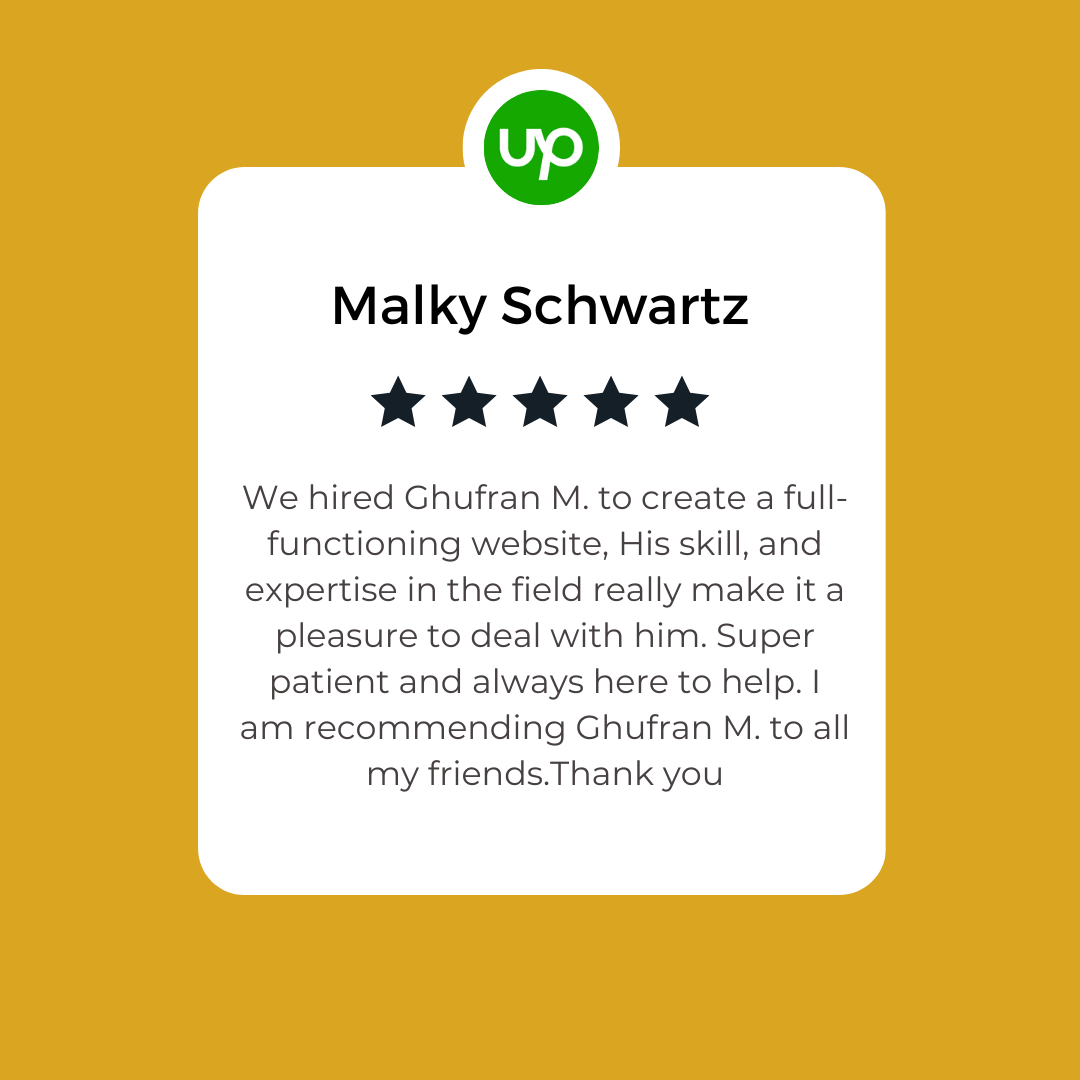 up
Malky Schwartz
We hired Ghufran M. to create a full-
functioning website, His skill, and
expertise in the field really make it a
pleasure to deal with him. Super
patient and always here to help. I
am recommending Ghufran M. to all
my friends.Thank you